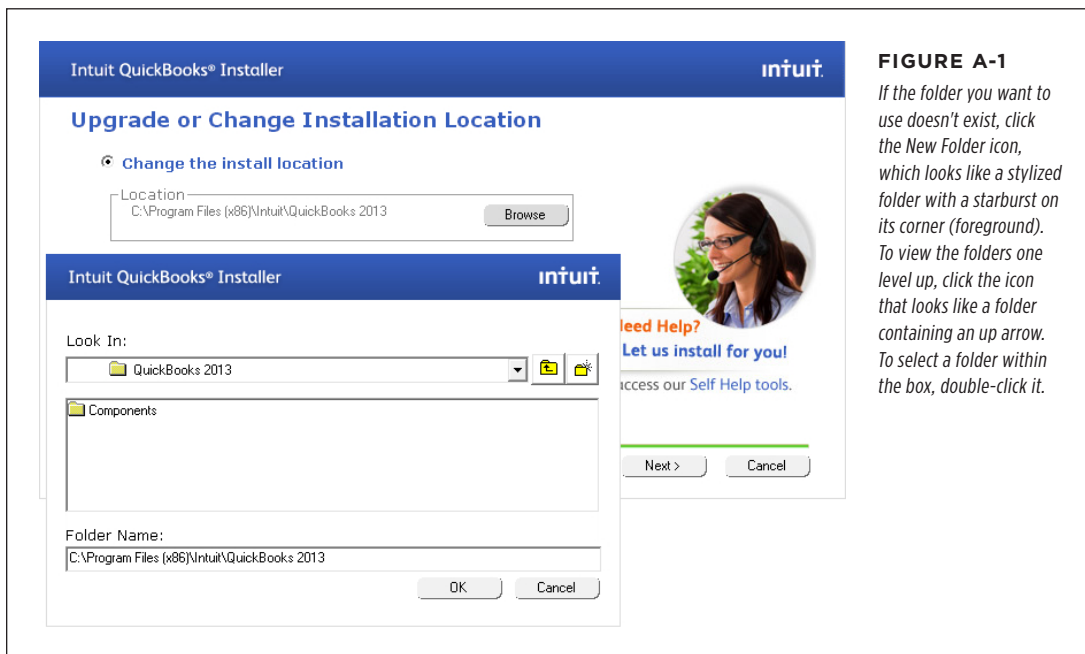 Intuit QuickBooks® Installer
intuit.
Upgrade or Change Installation Location
Change the install location
Location
C:\Program Files (x86)\Intuit\QuickBooks 2013
Browse
Need Help?
Let us install for you!
access our Self Help tools.
Next >
Cancel
Intuit QuickBooks® Installer
intuit.
Look In:
QuickBooks 2013
Components
Folder Name:
C:\Program Files (x86)\Intuit\QuickBooks 2013
OK
Cancel
FIGURE A-1
If the folder you want to
use doesn't exist, click
the New Folder icon,
which looks like a stylized
folder with a starburst on
its corner (foreground).
To view the folders one
level up, click the icon
that looks like a folder
containing an up arrow.
To select a folder within
the box, double-click it.